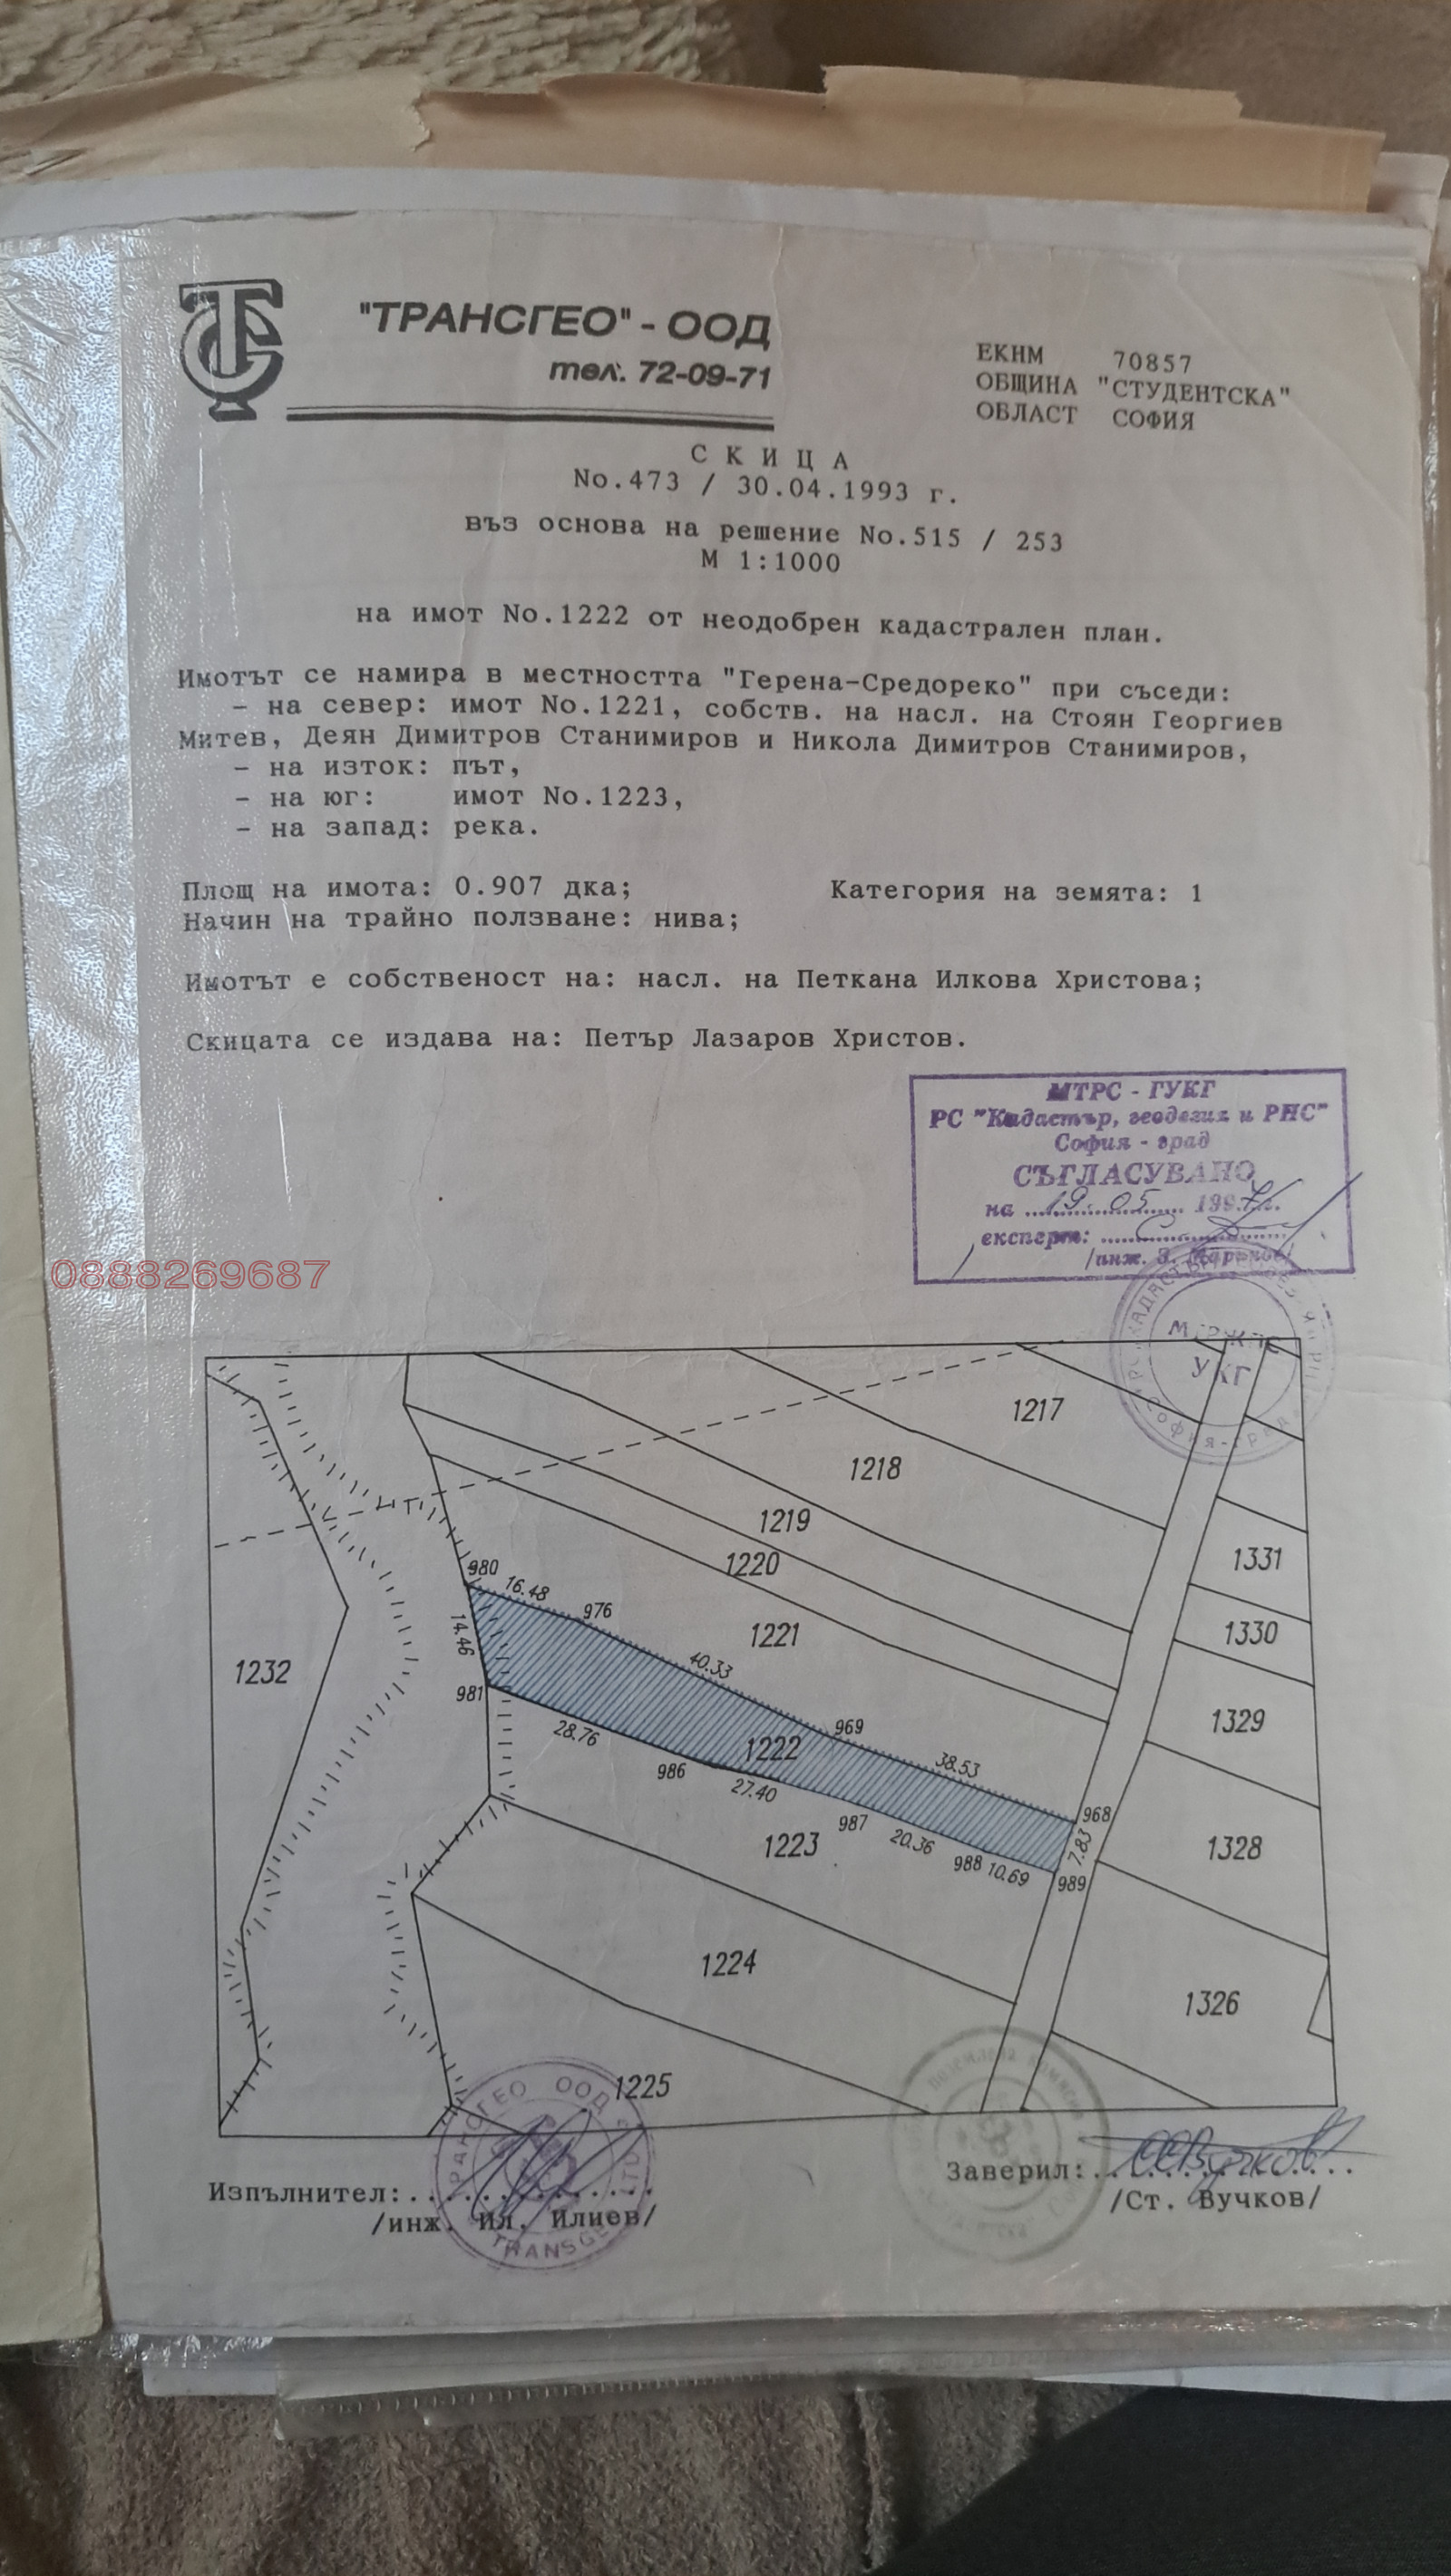 "ТРАНСГЕО" - ООД
тел. 72-09-71
ЕКНМ 70857
ОБЩИНА "СТУДЕНТСКА"
ОБЛАСТ СОФИЯ
С К И Ц А
No.473 / 30.04.1993 г.
въз основа на решение No.515 / 253
М 1:1000
на имот No.1222 от неодобрен кадастрален план.
Имотът се намира в местността "Герена-Средореко" при съседи:
- на север: имот No.1221, собств. на насл. на Стоян Георгиев
Митев, Деян Димитров Станимиров и Никола Димитров Станимиров,
- на изток: път,
- на юг: имот No.1223,
- на запад: река.
Площ на имота: 0.907 дка; Категория на земята: 1
Начин на трайно ползване: нива;
Имотът е собственост на: насл. на Петкана Илкова Христова;
Скицата се издава на: Петър Лазаров Христов.
МТРС - ГУКГ
РС "Кадастър, геодезия и РНС"
София - град
СЪГЛАСУВАНО
на 19.05 199
експерт:
/инж. З.
0888269687
УКГ
София-град
1217
1218
1219
1220
1221
1331
1330
1329
1328
1326
1232
980
16.48
976
40.33
969
38.53
968
7.83
989
14.46
981
28.76
986
27.40
987
20.36
988
10.69
1222
1223
1224
1225
ООД
TRANSGE
Изпълнител:
/инж. Ил. Илиев/
Заверил:
/Ст. Вучков/